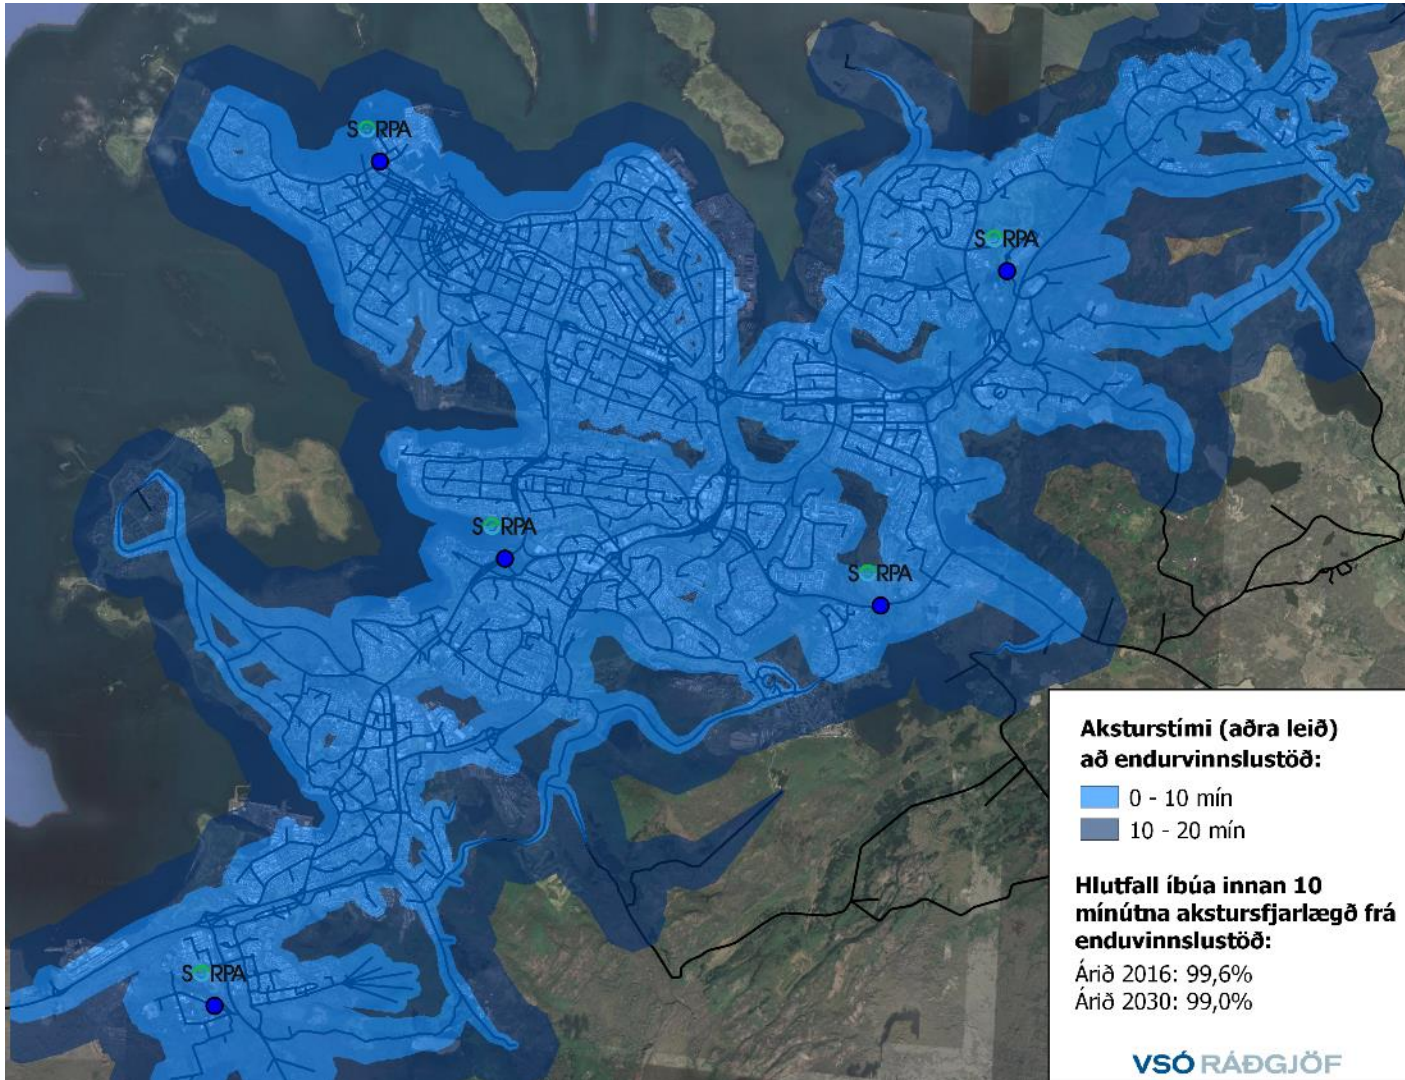 SORPA
SORPA
SORPA
SORPA
SORPA
Aksturstími (aðra leið)
að endurvinnslustöð:
0 - 10 mín
10 - 20 mín
Hlutfall íbúa innan 10
mínútna akstursfjarlægð frá
enduvinnslustöð:
Árið 2016: 99,6%
Árið 2030: 99,0%
VSÓ RÁÐGJÖF